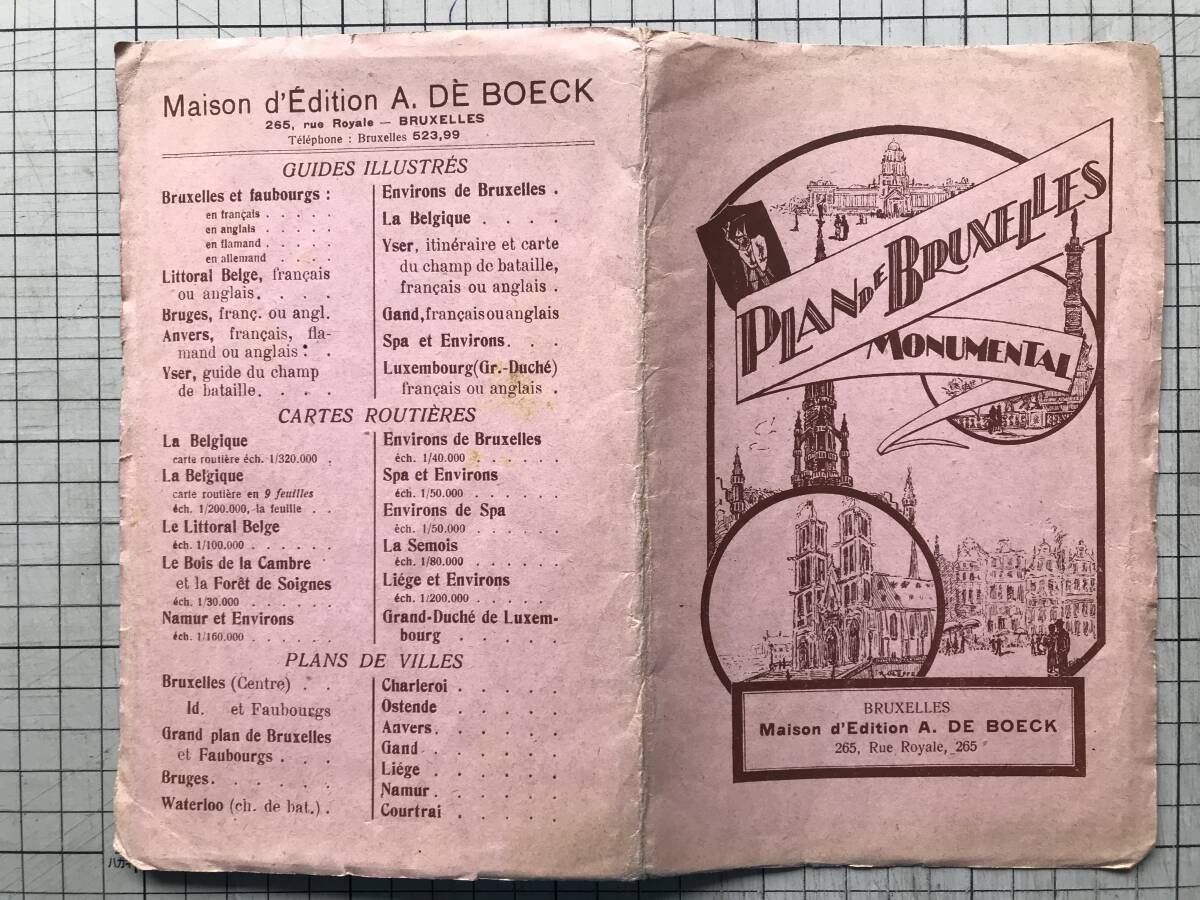 Maison d'Édition A. DE BOECK
265, rue Royale — BRUXELLES
Téléphone : Bruxelles 523,99
GUIDES ILLUSTRÉS
Bruxelles et faubourgs :
en français . . . . .
en anglais . . . . .
en flamand . . . . .
en allemand . . . .
Littoral Belge, français
ou anglais. . . . .
Bruges, franç. ou angl.
Anvers, français, fla-
mand ou anglais : .
Yser, guide du champ
de bataille. . . . .
Environs de Bruxelles .
La Belgique . . . .
Yser, itinéraire et carte
du champ de bataille,
français ou anglais .
Gand, français ou anglais
Spa et Environs. . .
Luxembourg (Gr.-Duché)
français ou anglais .
CARTES ROUTIÈRES
La Belgique
carte routière éch. 1/320.000 .
La Belgique
carte routière en 9 feuilles
éch. 1/200.000, la feuille . .
Le Littoral Belge
éch. 1/100.000 . . . . . .
Le Bois de la Cambre
et la Forêt de Soignes
éch. 1/30.000 . . . . . .
Namur et Environs
éch. 1/160.000 . . . . . .
Environs de Bruxelles
éch. 1/40.000 . . . . . .
Spa et Environs
éch. 1/50.000 . . . . . .
Environs de Spa
éch. 1/50.000 . . . . . .
La Semois
éch. 1/80.000 . . . . . .
Liége et Environs
éch. 1/200.000 . . . . . .
Grand-Duché de Luxem-
bourg . . . . . .
PLANS DE VILLES
Bruxelles (Centre) . .
Id. et Faubourgs
Grand plan de Bruxelles
et Faubourgs . . .
Bruges. . . . . .
Waterloo (ch. de bat.) .
Charleroi . . . . .
Ostende . . . . .
Anvers. . . . . .
Gand . . . . . .
Liége . . . . . .
Namur . . . . . .
Courtrai . . . . .
PLAN DE BRUXELLES
MONUMENTAL
BRUXELLES
Maison d'Edition A. DE BOECK
265, Rue Royale, 265